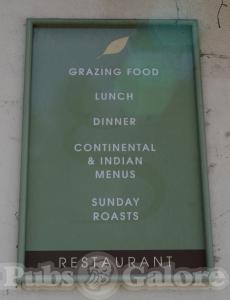 GRAZING FOOD
LUNCH
DINNER
CONTINENTAL
& INDIAN
MENUS
SUNDAY
ROASTS
RESTAURANT
Pubs Galore